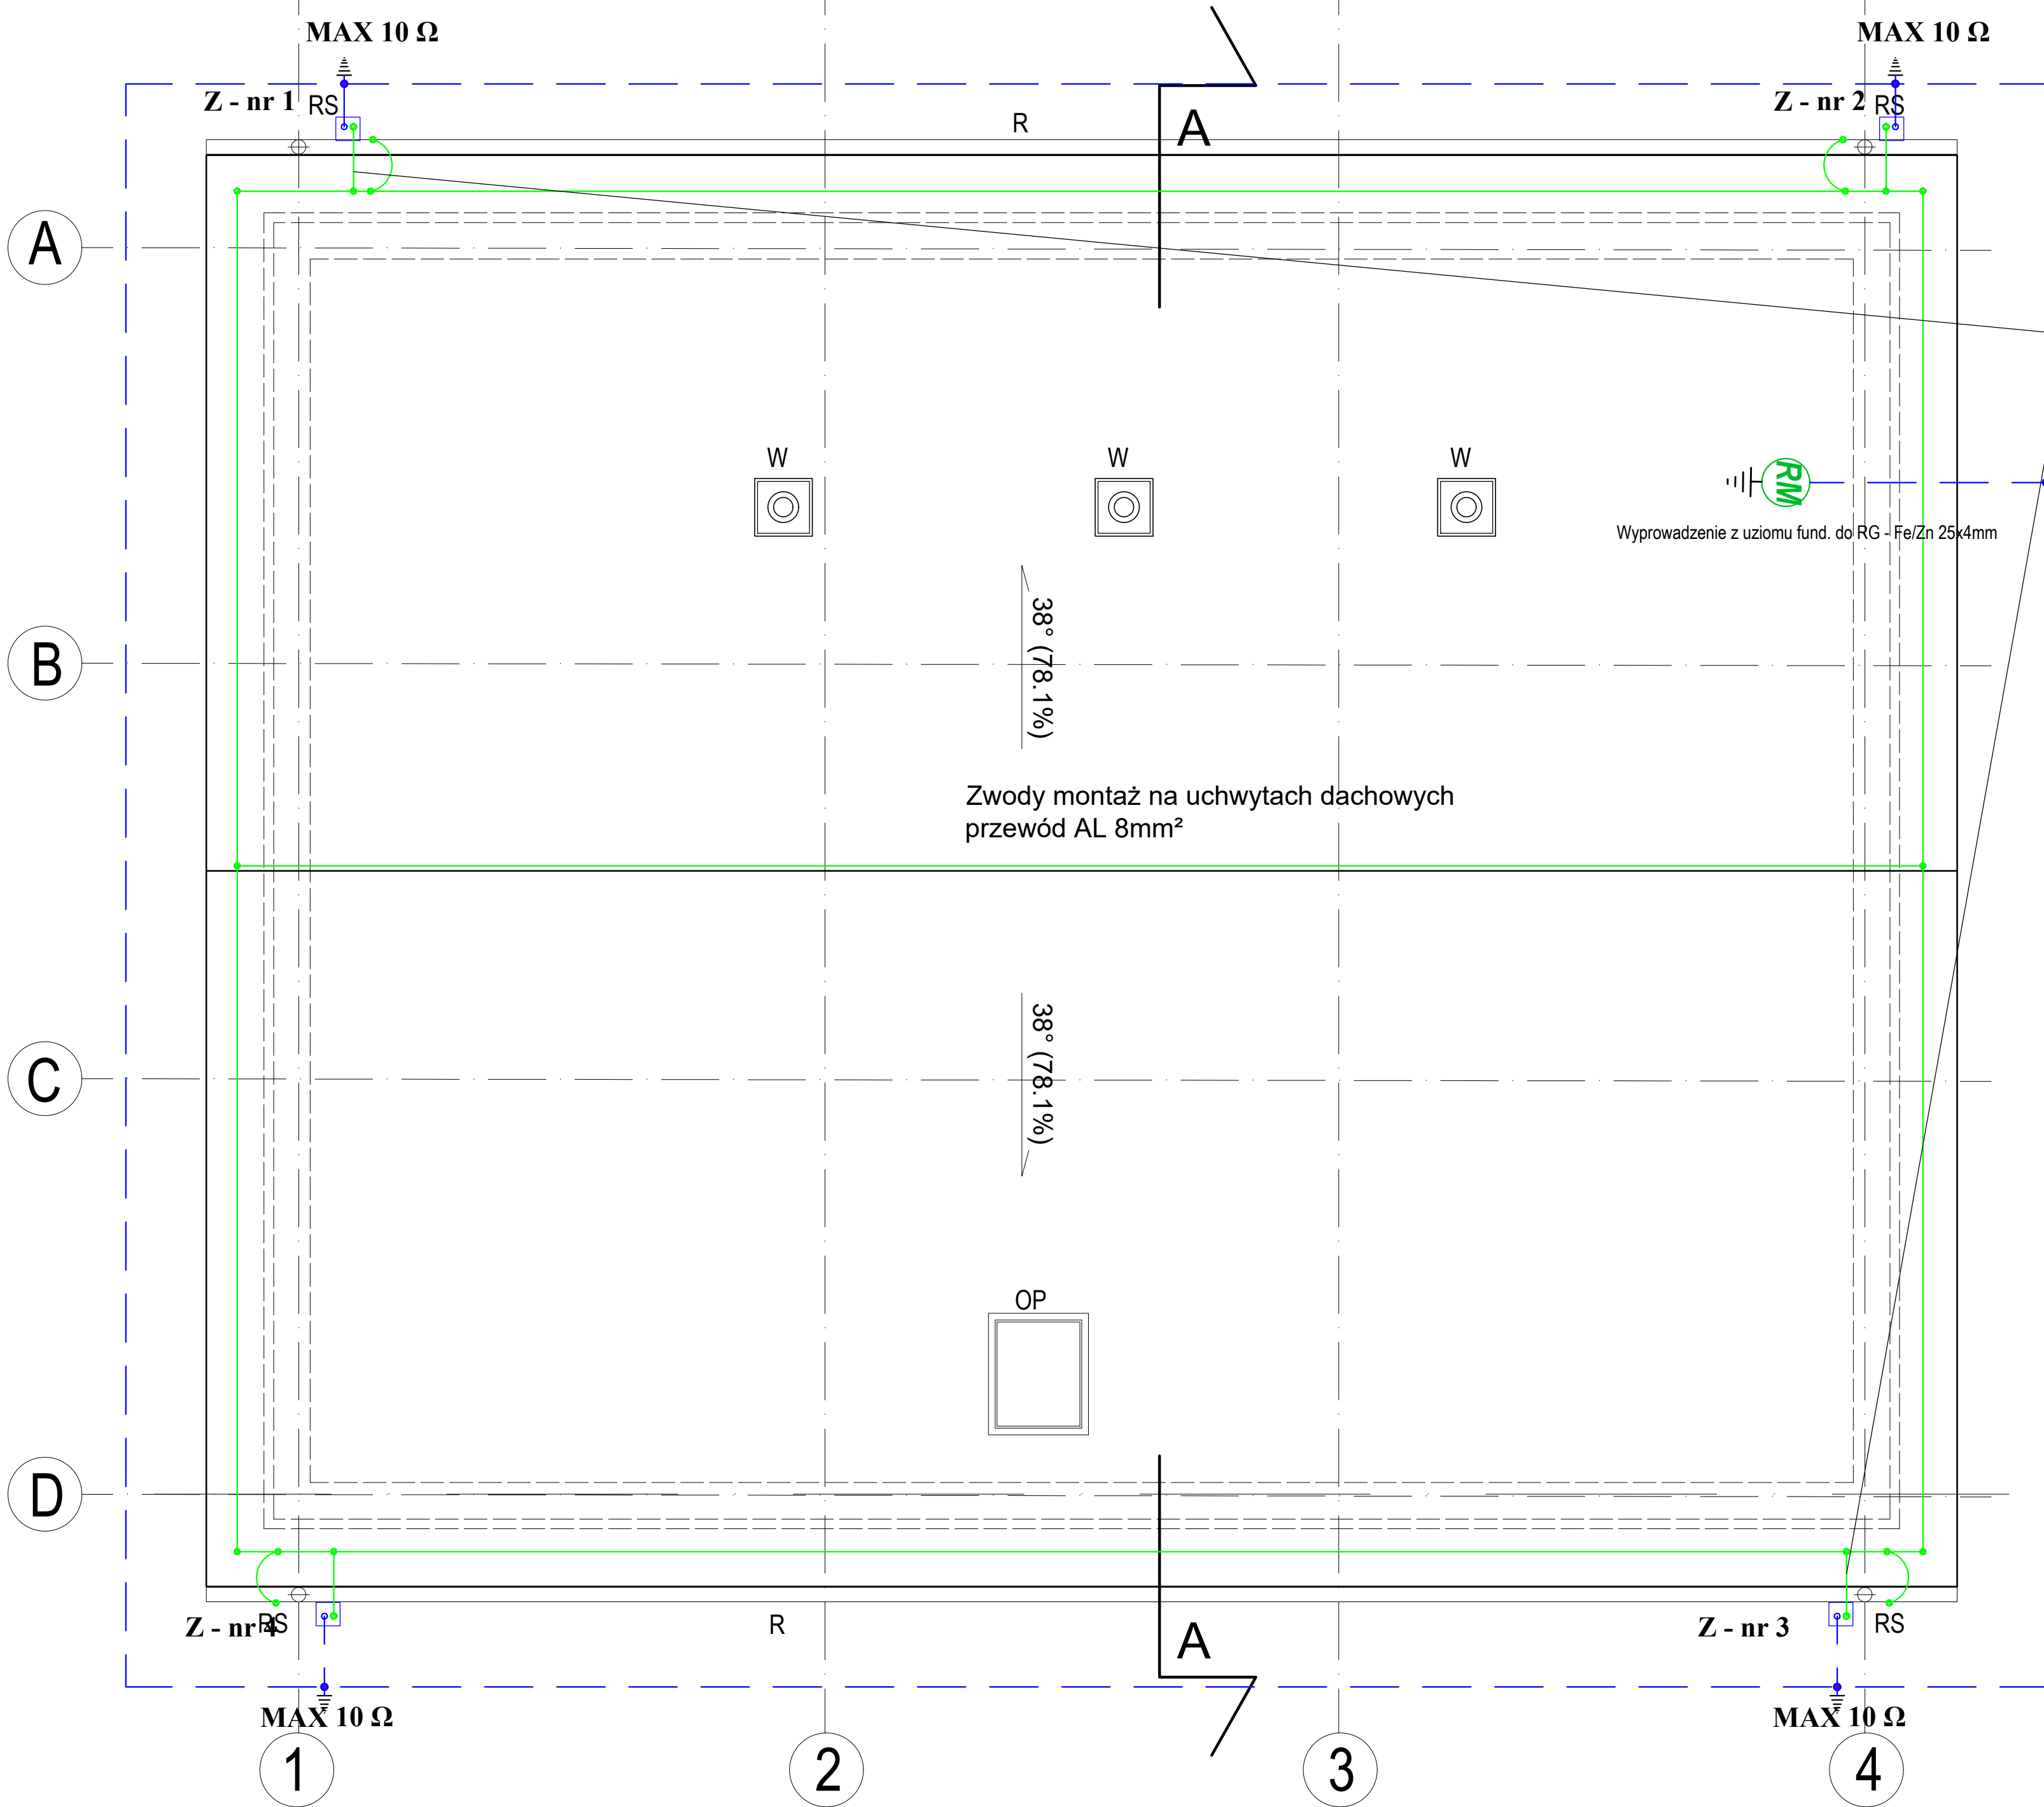 MAX 10 Ω
MAX 10 Ω
Z - nr 1
RS
R
A
Z - nr 2
RS
A
W
W
W
RM
Wyprowadzenie z uziomu fund. do RG - Fe/Zn 25x4mm
38° (78.1%)
B
Zwody montaż na uchwytach dachowych
przewód AL 8mm²
38° (78.1%)
C
OP
D
Z - nr 4
RS
R
A
Z - nr 3
RS
MAX 10 Ω
MAX 10 Ω
1
2
3
4